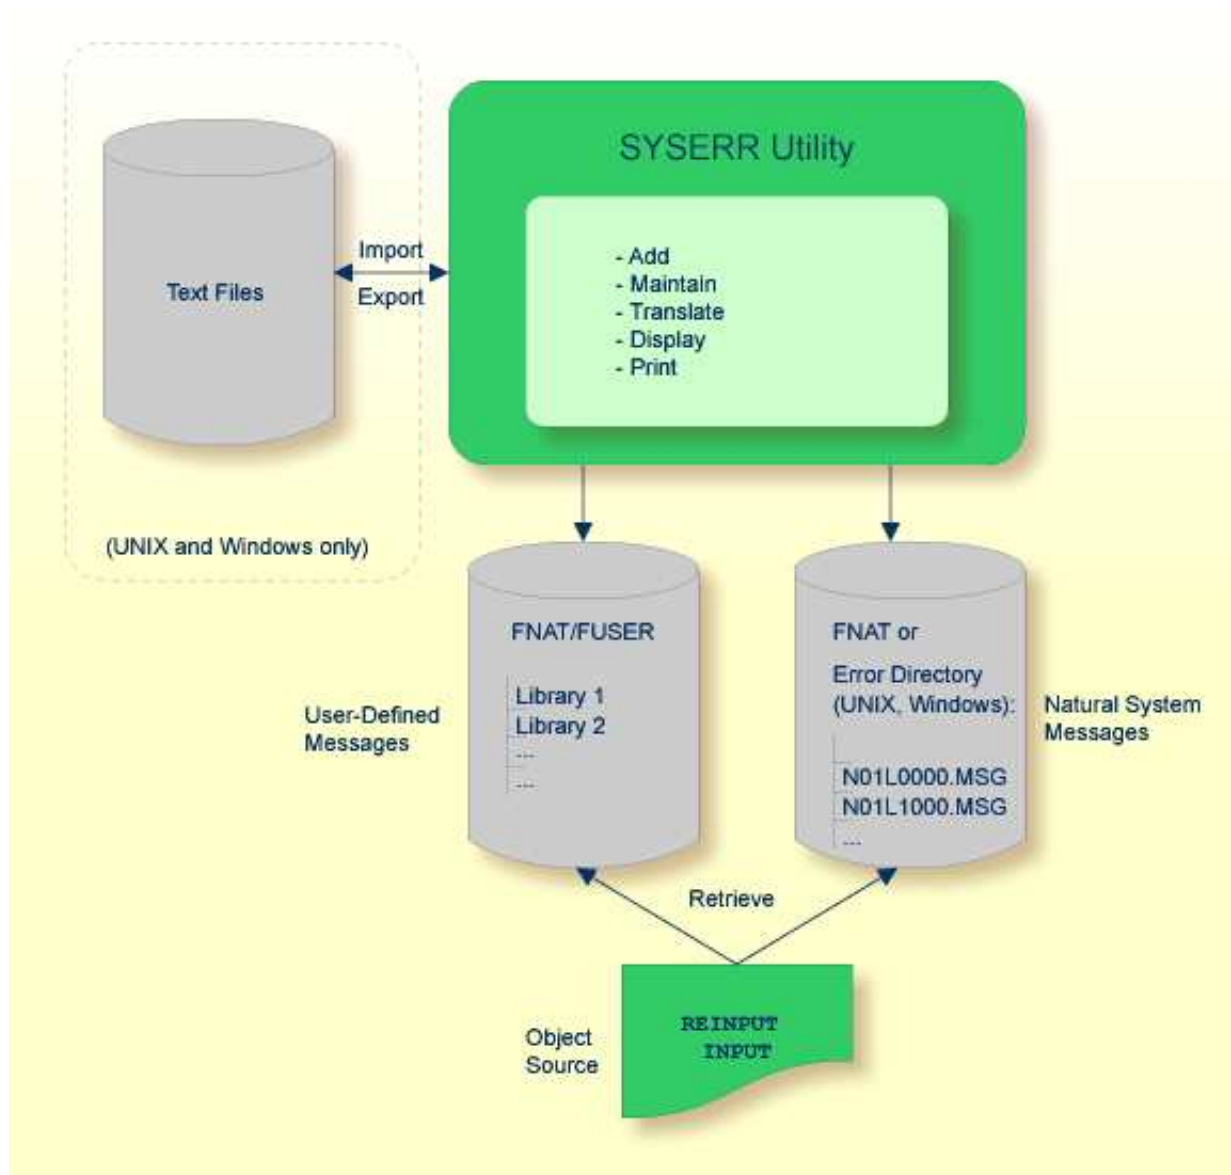 SYSERR Utility
- Add
- Maintain
- Translate
- Display
- Print
Import
Export
Text Files
(UNIX and Windows only)
FNAT/FUSER
Library 1
Library 2
...
...
User-Defined
Messages
FNAT or
Error Directory
(UNIX, Windows):
N01L0000.MSG
N01L1000.MSG
...
Natural System
Messages
Retrieve
Object
Source
REINPUT
INPUT